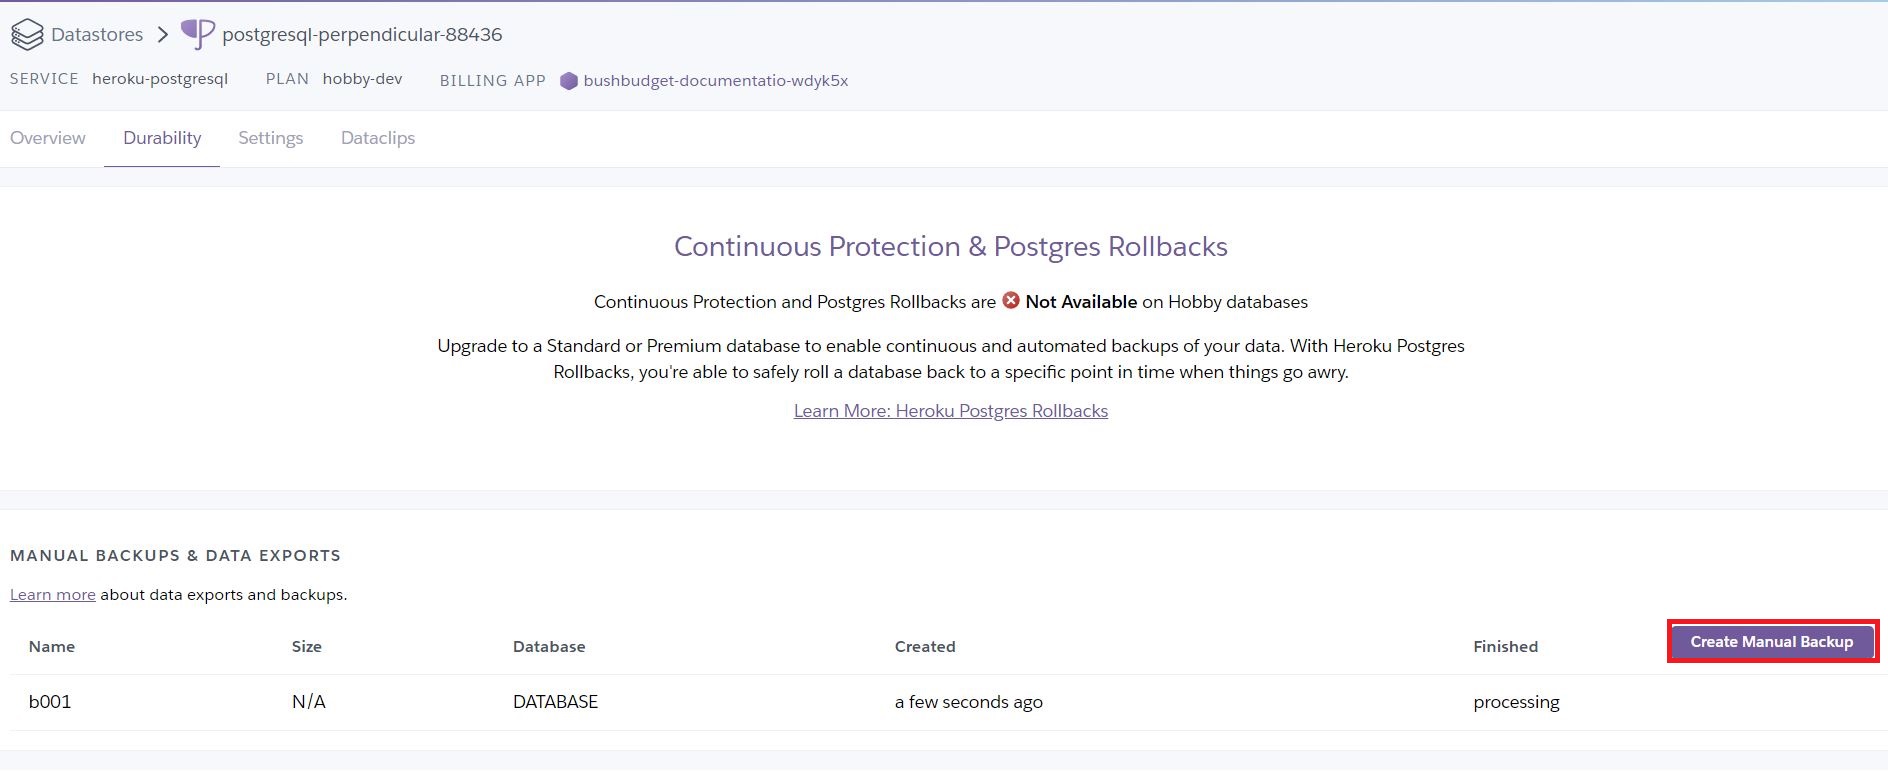 Datastores > postgresql-perpendicular-88436
SERVICE heroku-postgresql PLAN hobby-dev BILLING APP bushbudget-documentatio-wdyk5x
Overview Durability Settings Dataclips
Continuous Protection & Postgres Rollbacks
Continuous Protection and Postgres Rollbacks are Not Available on Hobby databases
Upgrade to a Standard or Premium database to enable continuous and automated backups of your data. With Heroku Postgres
Rollbacks, you're able to safely roll a database back to a specific point in time when things go awry.
Learn More: Heroku Postgres Rollbacks
MANUAL BACKUPS & DATA EXPORTS
Learn more about data exports and backups.
Name Size Database Created Finished Create Manual Backup
b001 N/A DATABASE a few seconds ago processing